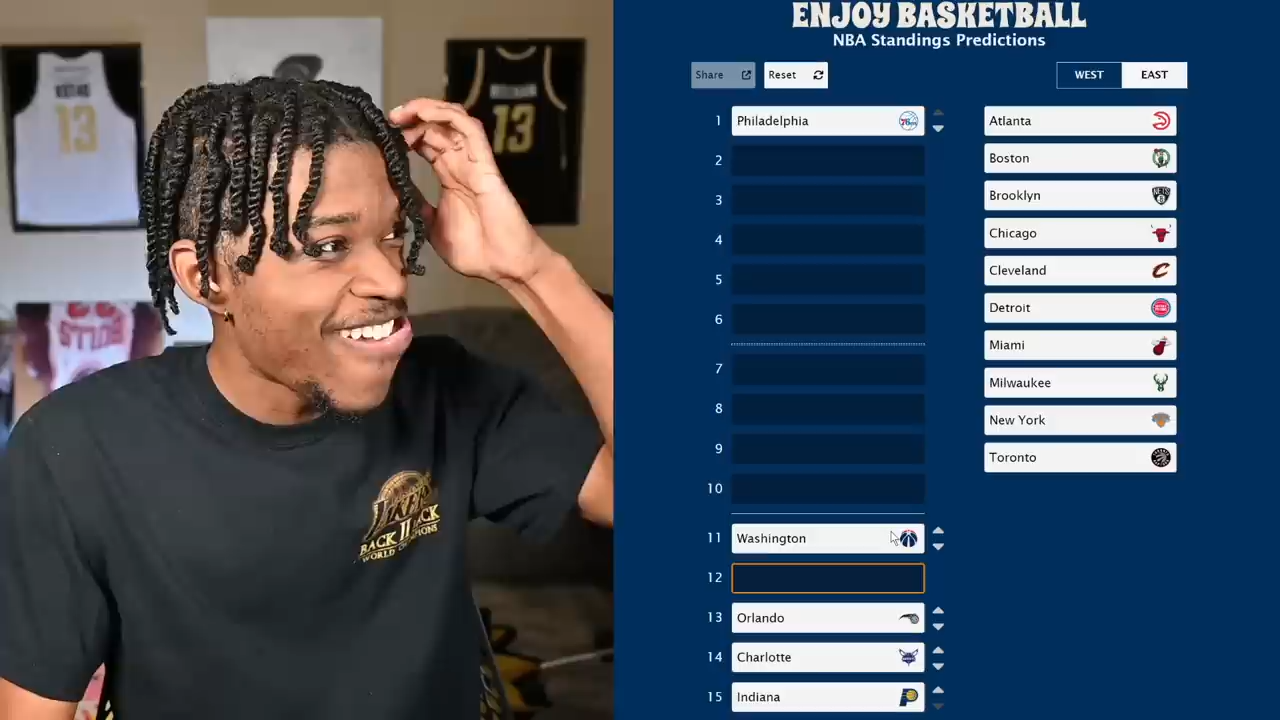 ENJOY BASKETBALL
NBA Standings Predictions
Share
Reset
WEST
EAST
1 Philadelphia
2
3
4
5
6
7
8
9
10
11 Washington
12
13 Orlando
14 Charlotte
15 Indiana
Atlanta
Boston
Brooklyn
Chicago
Cleveland
Detroit
Miami
Milwaukee
New York
Toronto
13
13
LAKERS
BACK II BACK
WORLD CHAMPIONS